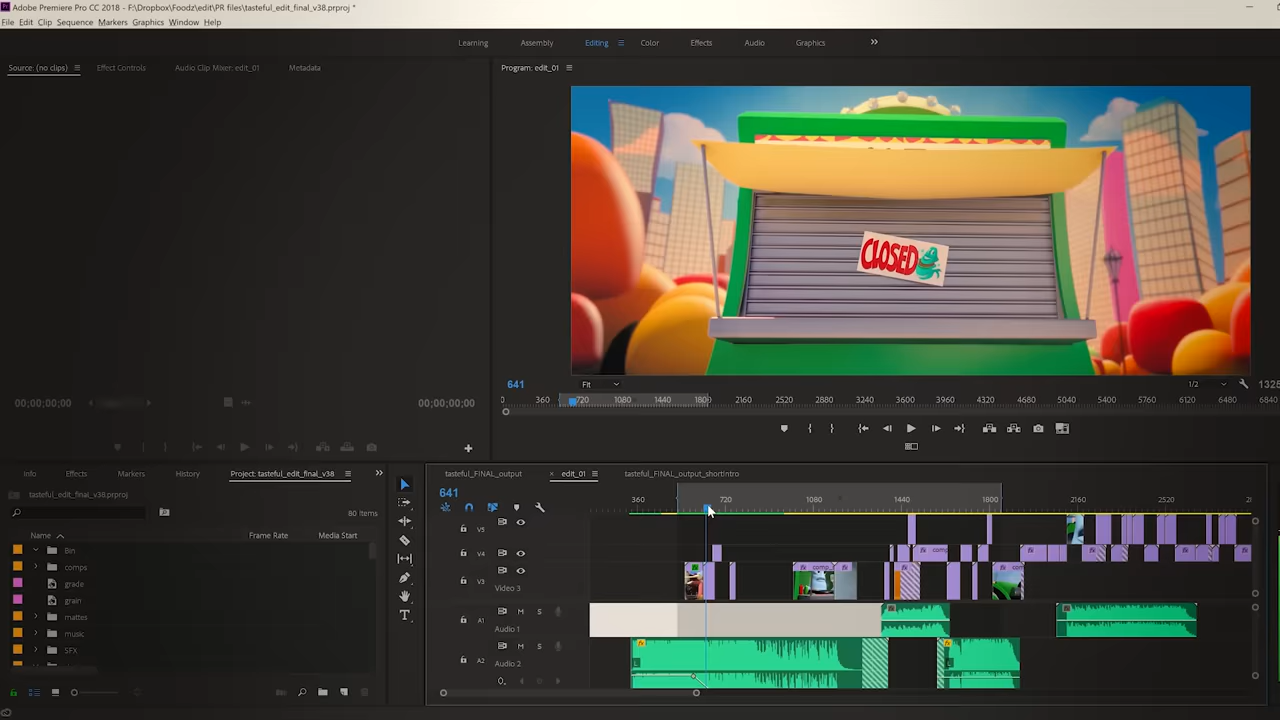 Adobe Premiere Pro CC 2018 - F:\Dropbox\Foodz\edit\PR files\tasteful_edit_final_v38.prproj *
File Edit Clip Sequence Markers Graphics Window Help
Learning Assembly Editing Color Effects Audio Graphics
Source: (no clips) Effect Controls Audio Clip Mixer: edit_01 Metadata
Program: edit_01
CLOSED
641 Fit 1/2 1325
00;00;00;00 00;00;00;00
0 360 720 1080 1440 1800 2160 2520 2880 3240 3600 3960 4320 4680 5040 5400 5760 6120 6480 6840
Info Effects Markers History Project: tasteful_edit_final_v38
tasteful_edit_final_v38.prproj
80 Items
Name Frame Rate Media Start
Bin
comps
grade
grain
mattes
music
SFX
tasteful_FINAL_output × edit_01 tasteful_FINAL_output_shortIntro
641
360 720 1080 1440 1800 2160 2520
V5
V4 comp
V3 comp comp comp
Video 3
A1 M S
Audio 1
A2 M S
Audio 2
L L